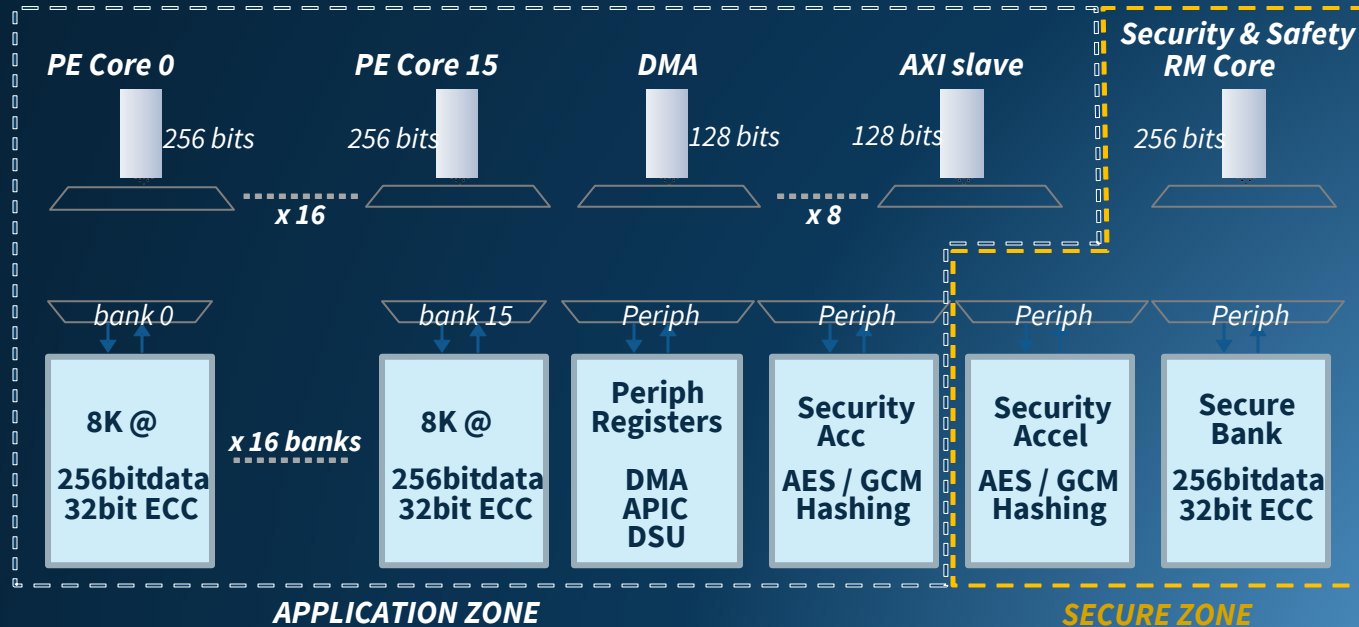 Security & Safety
RM Core
PE Core 0
PE Core 15
DMA
AXI slave
256 bits
256 bits
128 bits
128 bits
256 bits
x 16
x 8
bank 0
bank 15
Periph
Periph
Periph
Periph
8K @
256bitdata
32bit ECC
x 16 banks
8K @
256bitdata
32bit ECC
Periph
Registers
DMA
APIC
DSU
Security
Acc
AES / GCM
Hashing
Security
Accel
AES / GCM
Hashing
Secure
Bank
256bitdata
32bit ECC
APPLICATION ZONE
SECURE ZONE